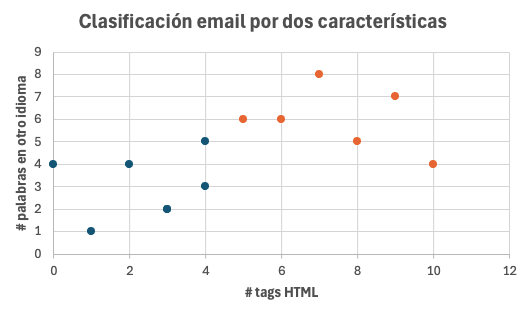 Clasificación email por dos características
# palabras en otro idioma
9
8
7
6
5
4
3
2
1
0
0 2 4 6 8 10 12
# tags HTML